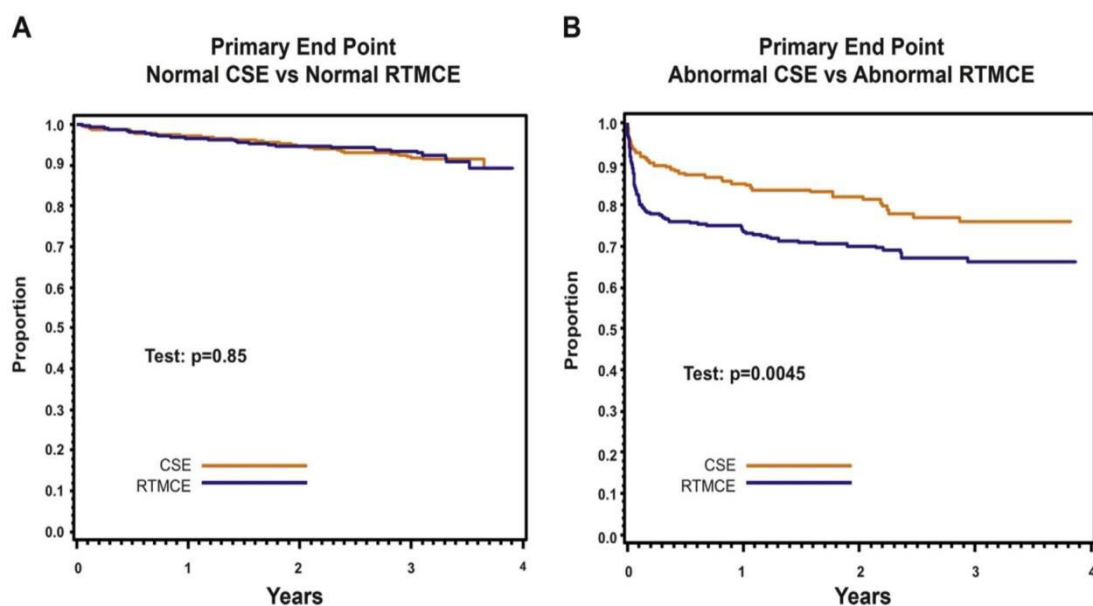 A
Primary End Point
Normal CSE vs Normal RTMCE
1.0
0.9
0.8
0.7
0.6
0.5
0.4
0.3
0.2
0.1
0.0
Proportion
Test: p=0.85
CSE
RTMCE
0
1
2
3
4
Years
B
Primary End Point
Abnormal CSE vs Abnormal RTMCE
1.0
0.9
0.8
0.7
0.6
0.5
0.4
0.3
0.2
0.1
0.0
Proportion
Test: p=0.0045
CSE
RTMCE
0
1
2
3
4
Years